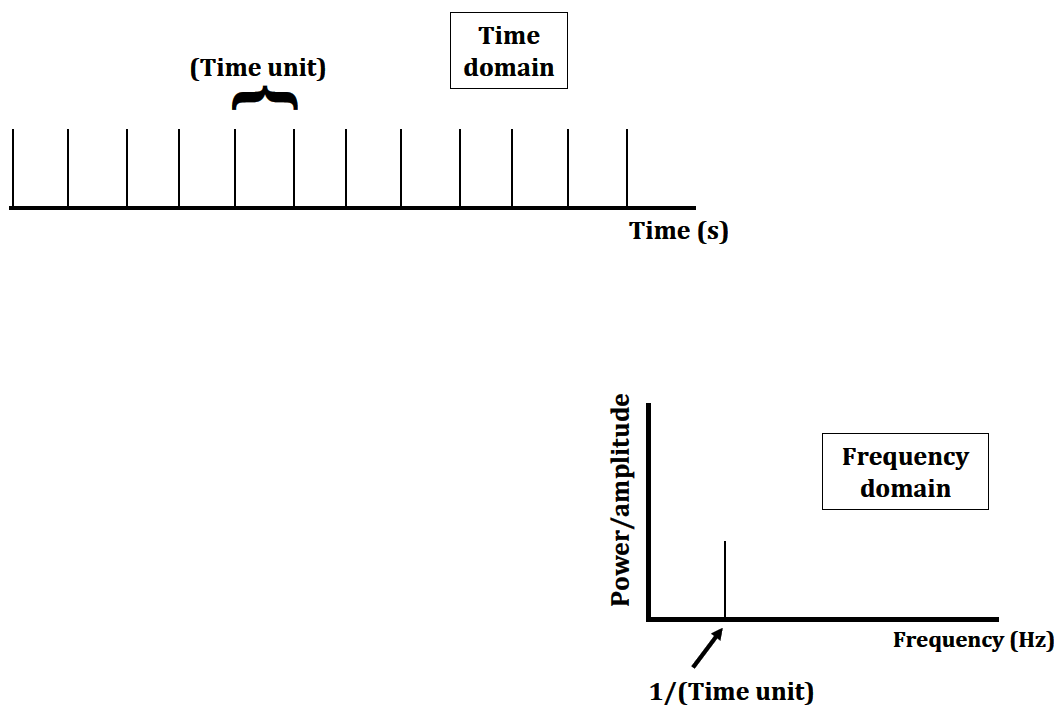 Time
domain
(Time unit)
Time (s)
Power/amplitude
Frequency
domain
Frequency (Hz)
1/(Time unit)